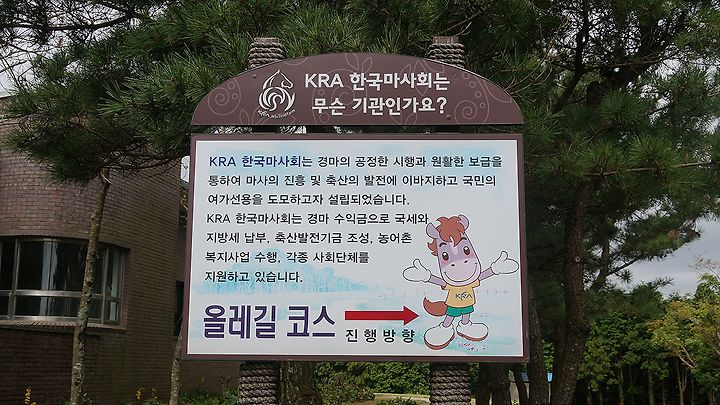 KRA 한국마사회는
무슨 기관인가요?
KRA 한국마사회는 경마의 공정한 시행과 원활한 보급을
통하여 마사의 진흥 및 축산의 발전에 이바지하고 국민의
여가선용을 도모하고자 설립되었습니다.
KRA 한국마사회는 경마 수익금으로 국세와
지방세 납부, 축산발전기금 조성, 농어촌
복지사업 수행, 각종 사회단체를
지원하고 있습니다.
KRA
올레길 코스
진행방향